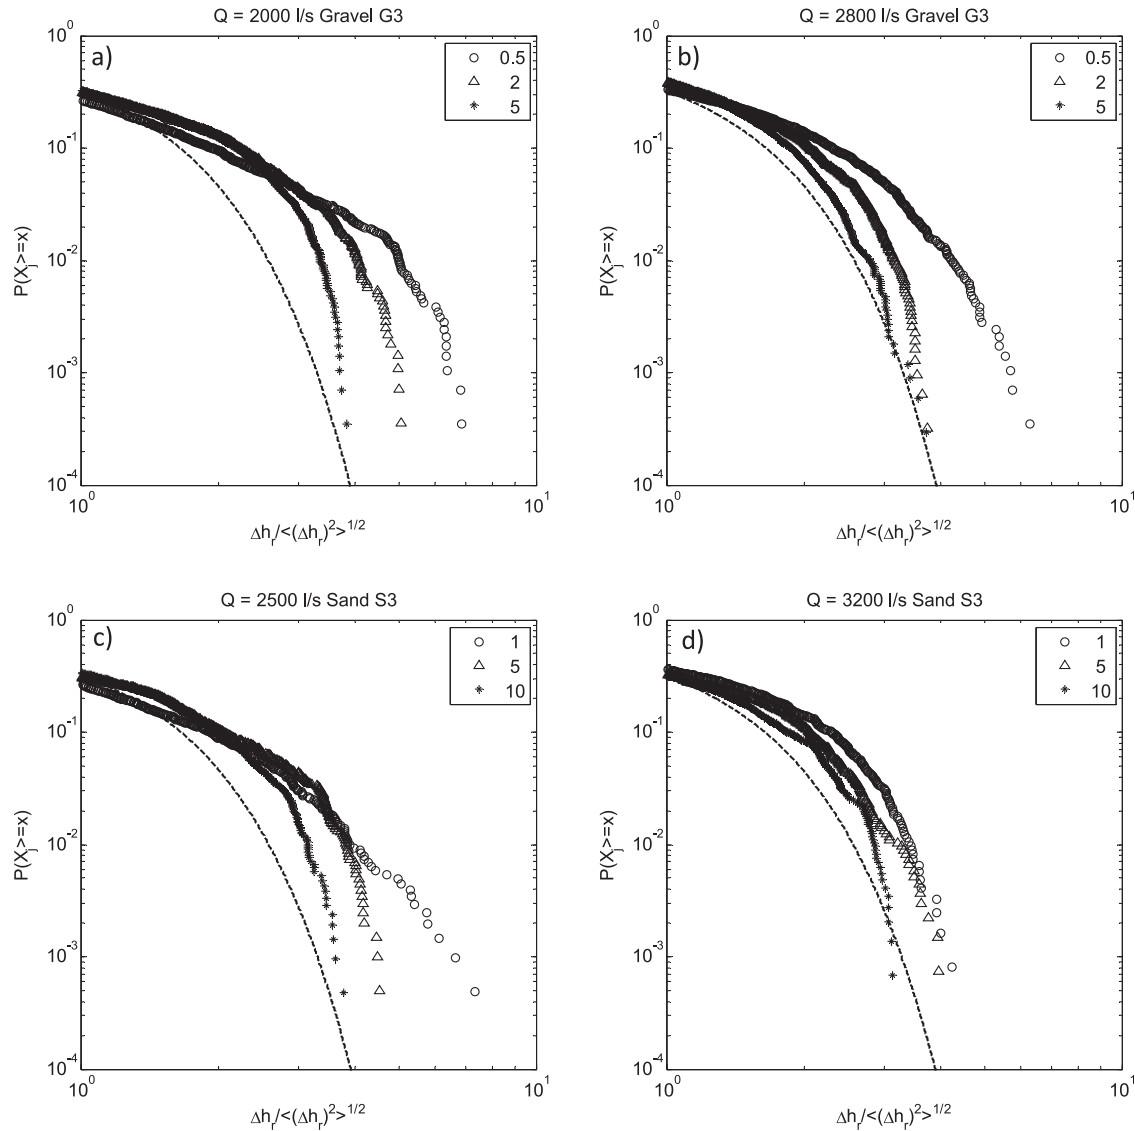 Q = 2000 l/s Gravel G3
a)
0.5
2
5
10^0
10^-1
10^-2
10^-3
10^-4
P(X_j>=x)
10^0
10^1
Δh_r/<(Δh_r)^2>^1/2
Q = 2800 l/s Gravel G3
b)
0.5
2
5
10^0
10^-1
10^-2
10^-3
10^-4
P(X_j>=x)
10^0
10^1
Δh_r/<(Δh_r)^2>^1/2
Q = 2500 l/s Sand S3
c)
1
5
10
10^0
10^-1
10^-2
10^-3
10^-4
P(X_j>=x)
10^0
10^1
Δh_r/<(Δh_r)^2>^1/2
Q = 3200 l/s Sand S3
d)
1
5
10
10^0
10^-1
10^-2
10^-3
10^-4
P(X_j>=x)
10^0
10^1
Δh_r/<(Δh_r)^2>^1/2